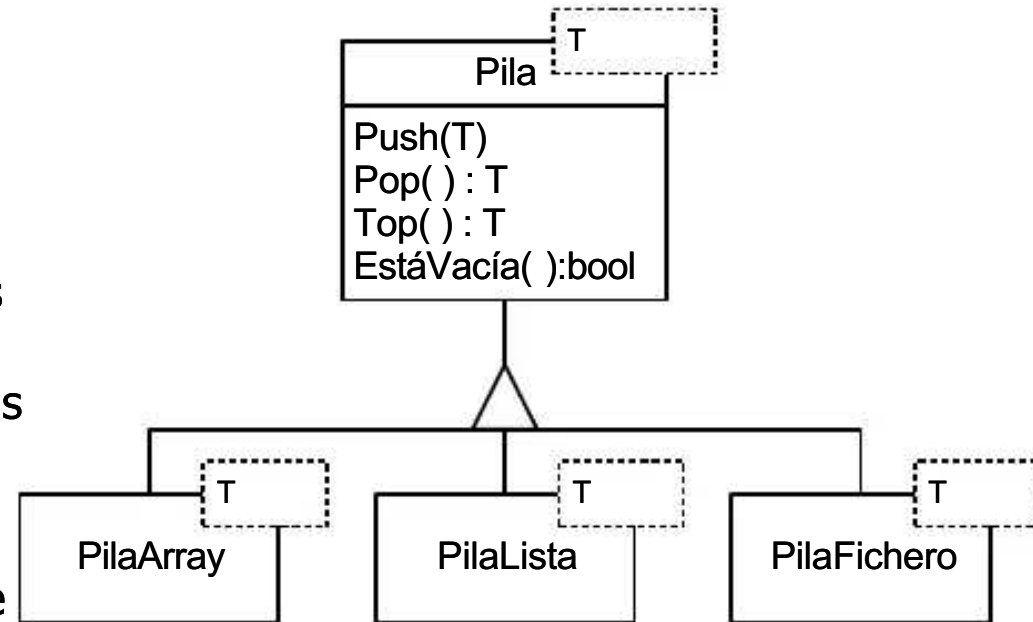 T
Pila
Push(T)
Pop( ) : T
Top( ) : T
EstáVacía( ):bool
s
s
T
T
T
PilaArray
PilaLista
PilaFichero
e